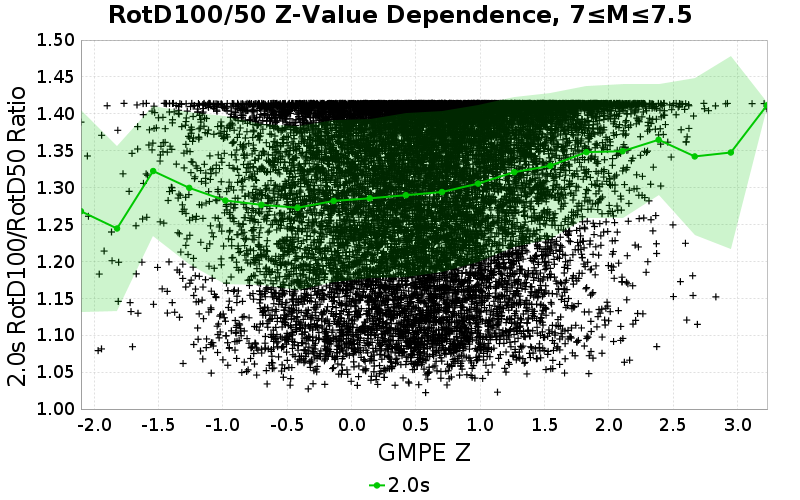 RotD100/50 Z-Value Dependence, 7≤M≤7.5
2.0s RotD100/RotD50 Ratio
1.50
1.45
1.40
1.35
1.30
1.25
1.20
1.15
1.10
1.05
1.00
-2.0 -1.5 -1.0 -0.5 0.0 0.5 1.0 1.5 2.0 2.5 3.0
GMPE Z
2.0s